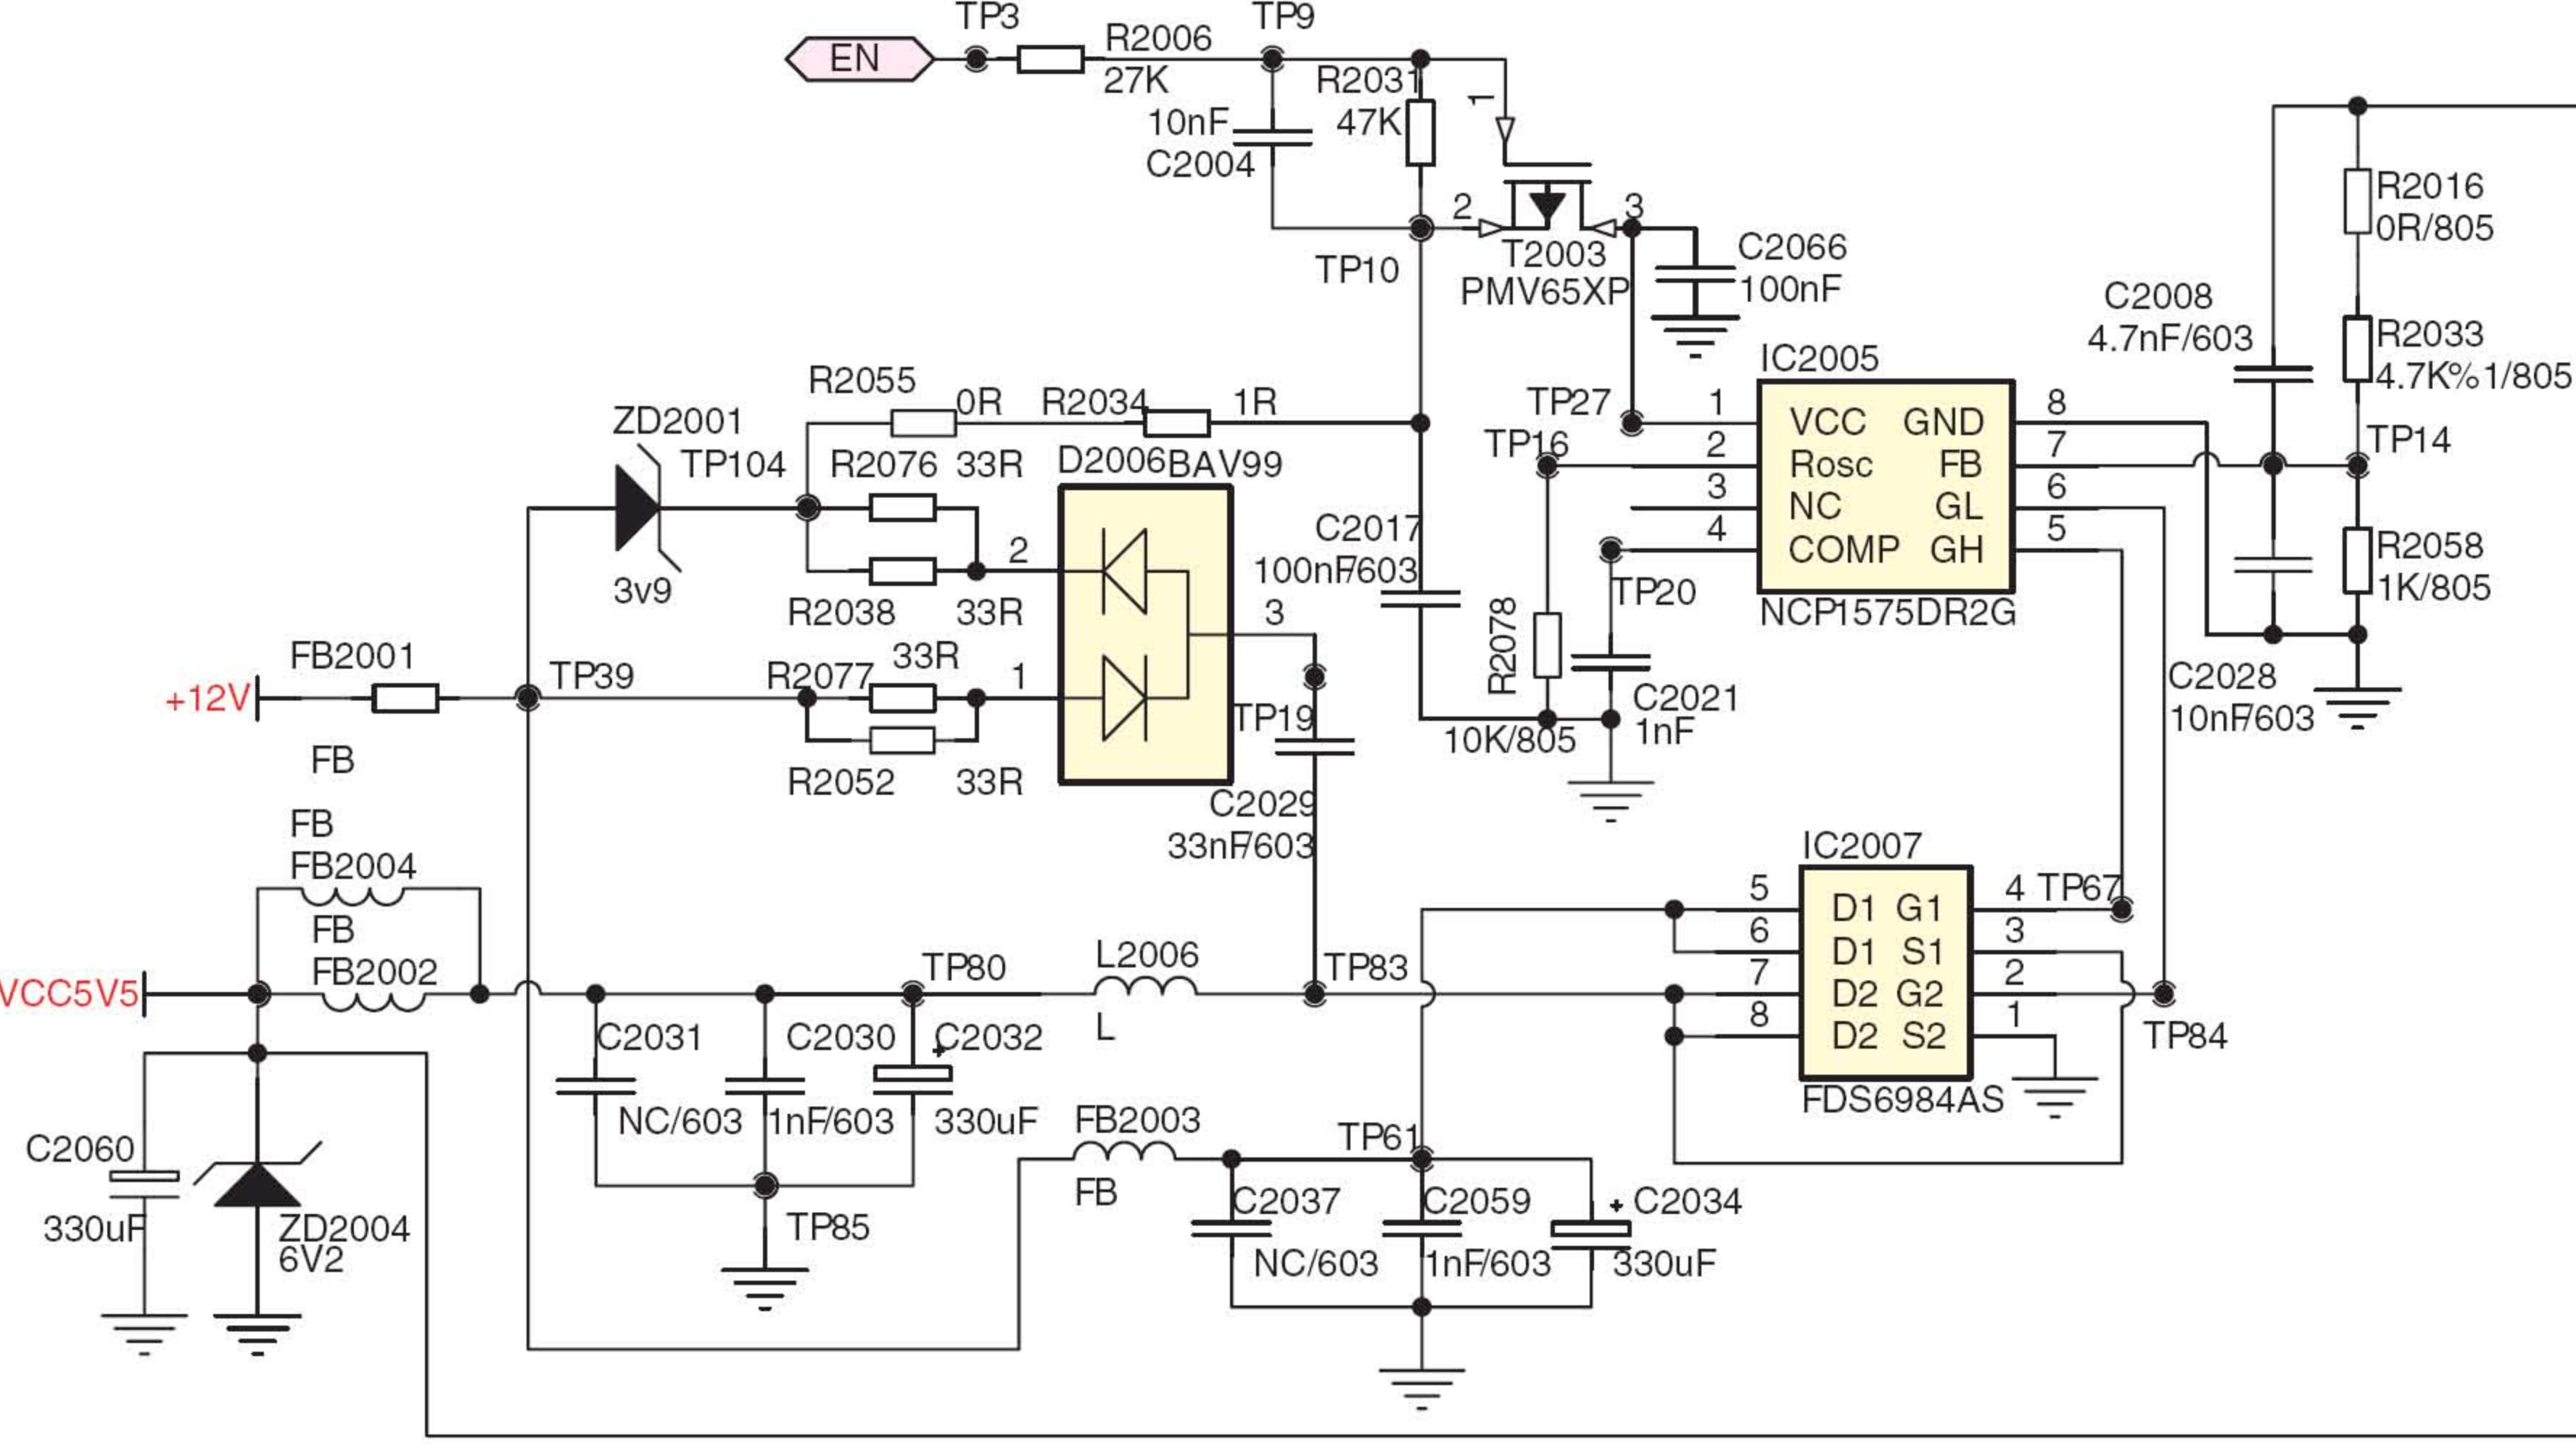 TP3
TP9
EN
R2006
27K
10nF
C2004
R2031
47K
1
2
3
TP10
T2003
PMV65XP
C2066
100nF
R2016
0R/805
C2008
4.7nF/603
R2033
4.7K%1/805
TP14
R2058
1K/805
R2055
0R
R2034
1R
ZD2001
TP104
3v9
R2076
33R
D2006BAV99
R2038
33R
2
33R
R2077
1
R2052
33R
3
TP19
C2029
33nF/603
C2017
100nF/603
TP27
TP16
IC2005
1 VCC GND 8
2 Rosc FB 7
3 NC GL 6
4 COMP GH 5
NCP1575DR2G
TP20
R2078
10K/805
C2021
1nF
C2028
10nF/603
FB2001
+12V
TP39
FB
FB
FB2004
FB
FB2002
VCC5V5
TP80
L2006
L
TP83
IC2007
5 D1 G1 4 TP67
6 D1 S1 3
7 D2 G2 2
8 D2 S2 1
FDS6984AS
TP84
C2031
NC/603
C2030
1nF/603
+
C2032
330uF
TP85
C2060
330uF
ZD2004
6V2
FB2003
FB
TP61
C2037
NC/603
C2059
1nF/603
+ C2034
330uF